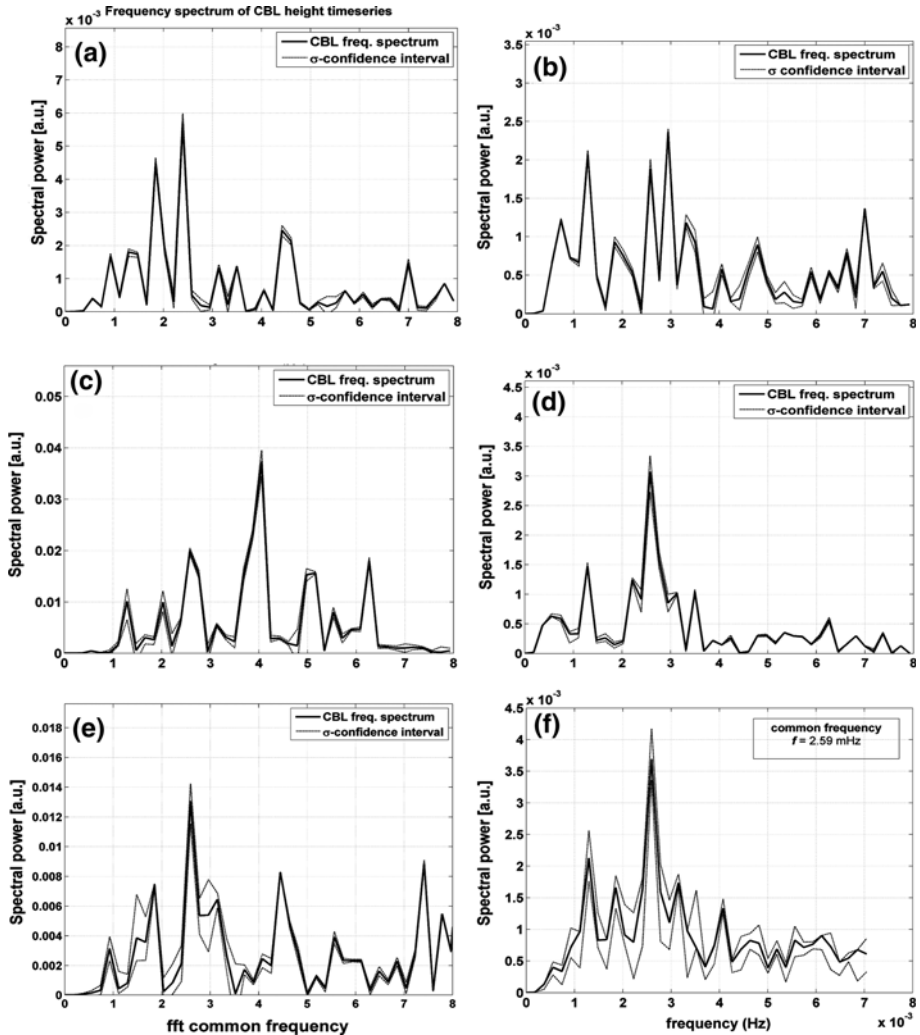 Frequency spectrum of CBL height timeseries
x 10⁻³
(a)
CBL freq. spectrum
σ-confidence interval
Spectral power [a.u.]
8
7
6
5
4
3
2
1
0
0 1 2 3 4 5 6 7 8
x 10⁻³
(b)
CBL freq. spectrum
σ confidence interval
Spectral power [a.u.]
3.5
3
2.5
2
1.5
1
0.5
0
0 1 2 3 4 5 6 7 8
(c)
CBL freq. spectrum
σ-confidence interval
Spectral power [a.u.]
0.05
0.04
0.03
0.02
0.01
0
0 1 2 3 4 5 6 7 8
x 10⁻³
(d)
CBL freq. spectrum
σ-confidence interval
Spectral power [a.u.]
4.5
4
3.5
3
2.5
2
1.5
1
0.5
0
0 1 2 3 4 5 6 7 8
(e)
CBL freq. spectrum
σ-confidence interval
Spectral power [a.u.]
0.018
0.016
0.014
0.012
0.01
0.008
0.006
0.004
0.002
0
0 1 2 3 4 5 6 7 8
fft common frequency
x 10⁻³
(f)
common frequency
f = 2.59 mHz
Spectral power [a.u.]
4.5
4
3.5
3
2.5
2
1.5
1
0.5
0
0 1 2 3 4 5 6 7 8
frequency (Hz)
x 10⁻³